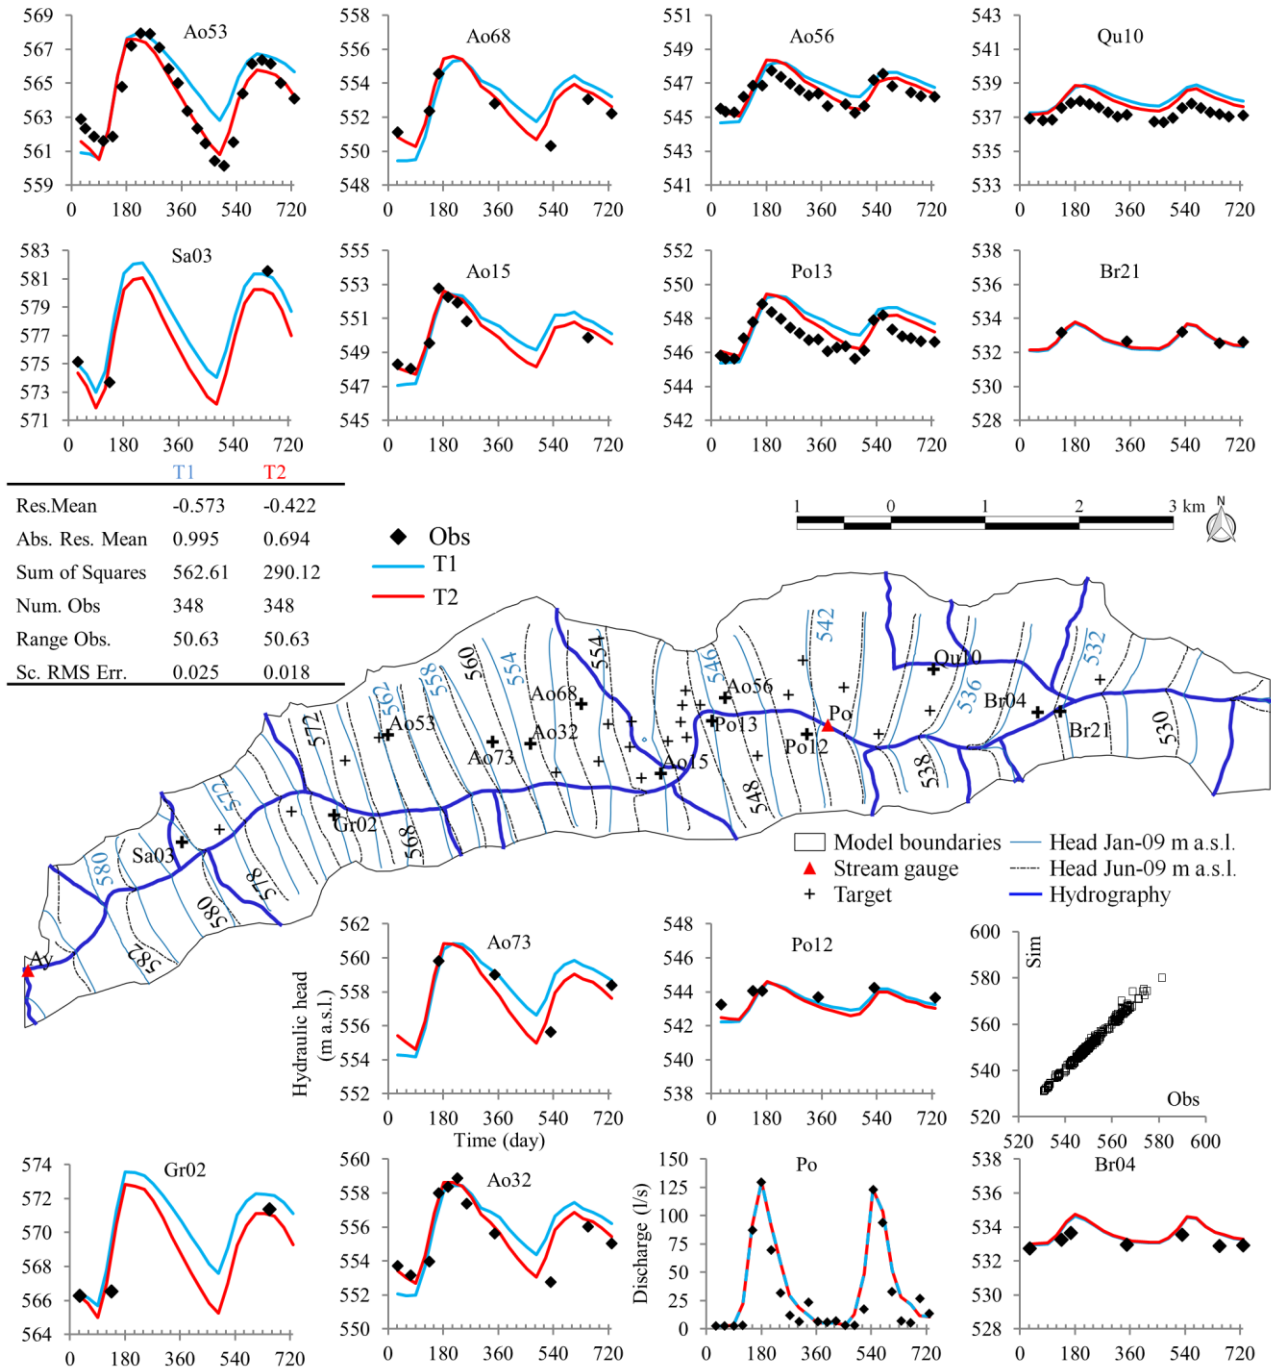 Ao53
569
567
565
563
561
559
0 180 360 540 720
Ao68
558
556
554
552
550
548
0 180 360 540 720
Ao56
551
549
547
545
543
541
0 180 360 540 720
Qu10
543
541
539
537
535
533
0 180 360 540 720
Sa03
583
581
579
577
575
573
571
0 180 360 540 720
Ao15
555
553
551
549
547
545
0 180 360 540 720
Po13
552
550
548
546
544
542
0 180 360 540 720
Br21
538
536
534
532
530
528
0 180 360 540 720
T1 T2
Res.Mean -0.573 -0.422
Abs. Res. Mean 0.995 0.694
Sum of Squares 562.61 290.12
Num. Obs 348 348
Range Obs. 50.63 50.63
Sc. RMS Err. 0.025 0.018
Obs
T1
T2
1 0 1 2 3 km
N
542
532
560
554
554
546
558
562
572
Qu10
536
Ao68
Ao56
Br04
Ao53
Ao32
Po13
Po
Ao73
Po12
Br21
530
Ao15
538
548
572
Gr02
568
Sa03
580
578
580
582
Ay
Model boundaries
Stream gauge
Target
Head Jan-09 m a.s.l.
Head Jun-09 m a.s.l.
Hydrography
Ao73
Hydraulic head
(m a.s.l.)
562
560
558
556
554
552
0 180 360 540 720
Time (day)
Po12
548
546
544
542
540
538
0 180 360 540 720
Sim
600
580
560
540
520
Obs
520 540 560 580 600
Gr02
574
572
570
568
566
564
0 180 360 540 720
Ao32
560
558
556
554
552
550
0 180 360 540 720
Po
Discharge (l/s)
150
125
100
75
50
25
0
0 180 360 540 720
Br04
538
536
534
532
530
528
0 180 360 540 720